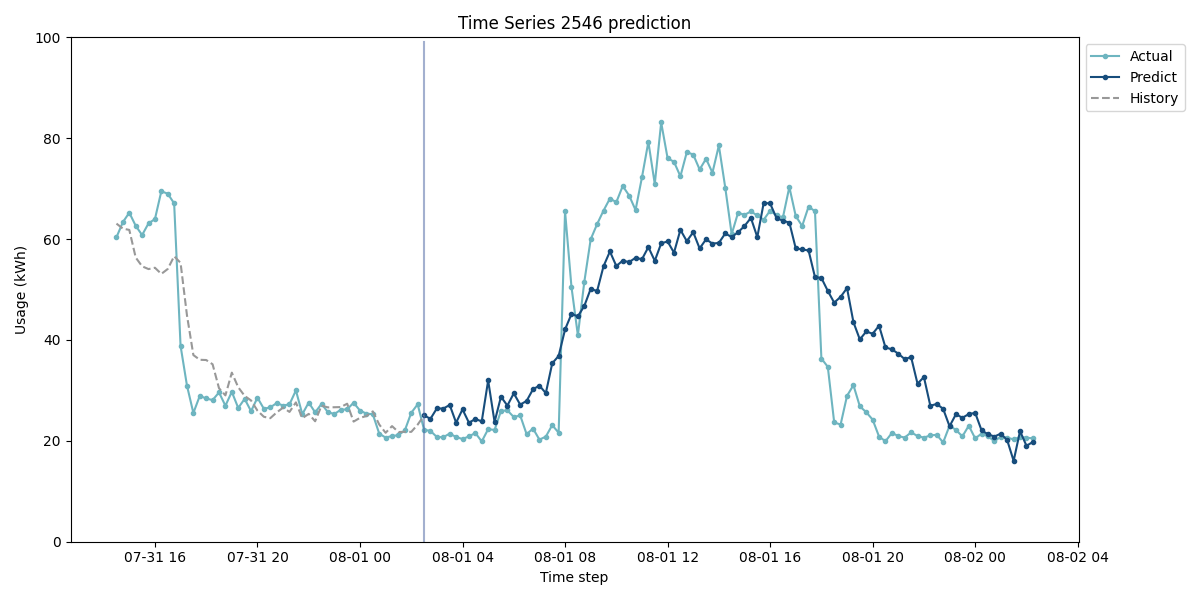 Time Series 2546 prediction
100
80
60
40
20
0
Usage (kWh)
07-31 16
07-31 20
08-01 00
08-01 04
08-01 08
08-01 12
08-01 16
08-01 20
08-02 00
08-02 04
Time step
Actual
Predict
History